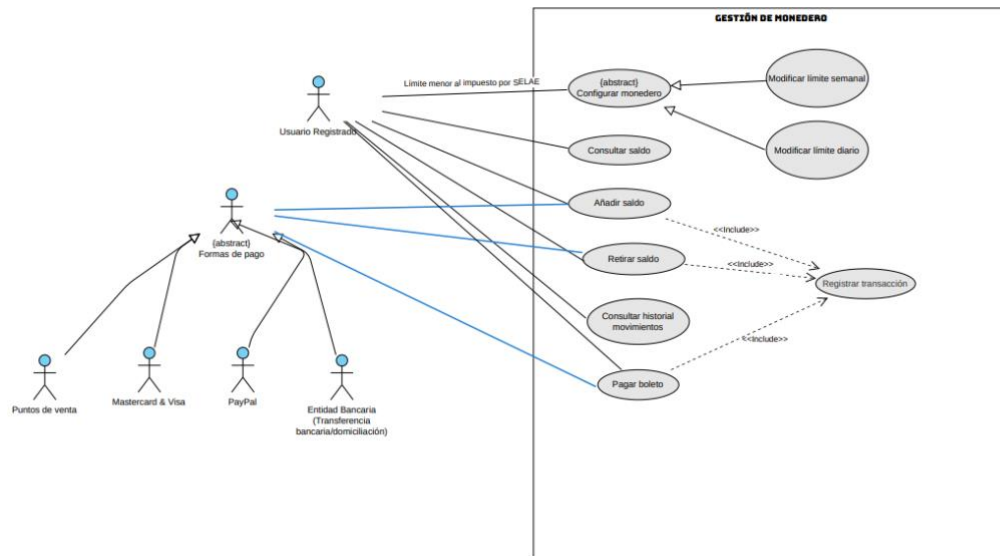 GESTIÓN DE MONEDERO
Límite menor al impuesto por SELAE
{abstract}
Configurar monedero
Modificar límite semanal
Usuario Registrado
Consultar saldo
Modificar límite diario
Añadir saldo
<<Include>>
{abstract}
Formas de pago
Retirar saldo
<<Include>>
Registrar transacción
Consultar historial
movimientos
<<Include>>
Pagar boleto
Puntos de venta
Mastercard & Visa
PayPal
Entidad Bancaria
(Transferencia
bancaria/domiciliación)